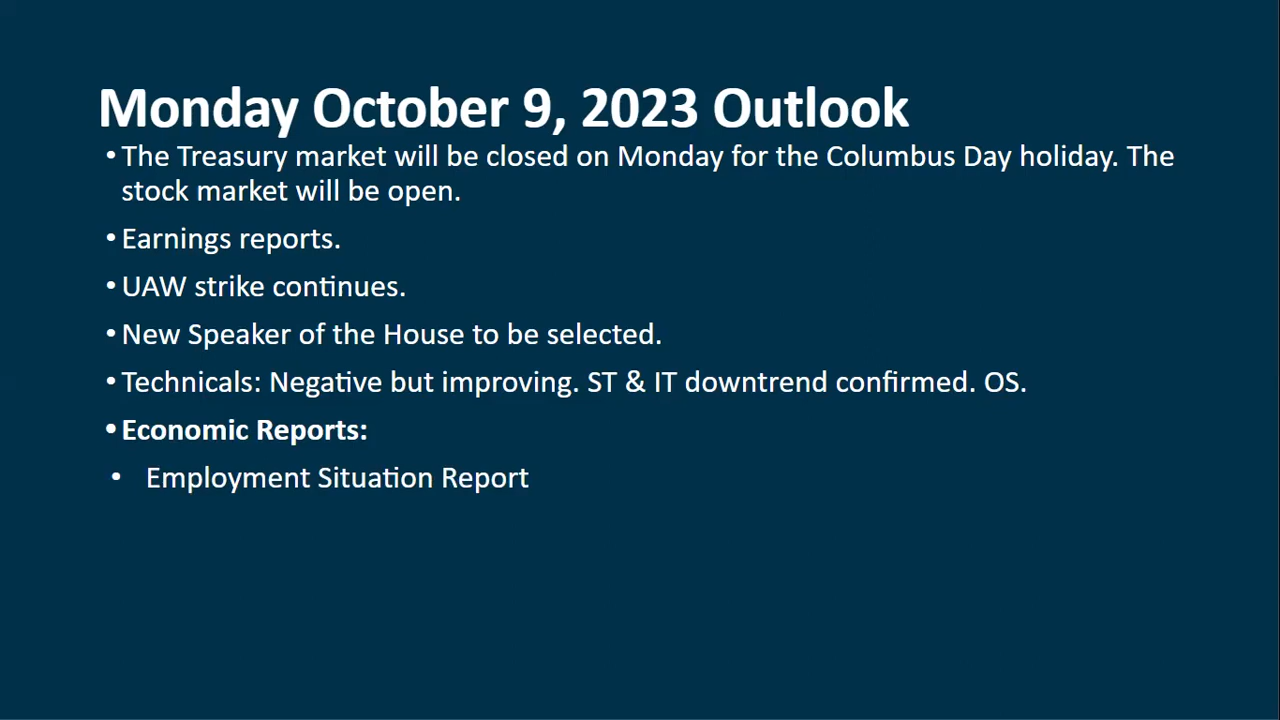 Monday October 9, 2023 Outlook
• The Treasury market will be closed on Monday for the Columbus Day holiday. The
stock market will be open.
• Earnings reports.
• UAW strike continues.
• New Speaker of the House to be selected.
• Technicals: Negative but improving. ST & IT downtrend confirmed. OS.
• Economic Reports:
• Employment Situation Report